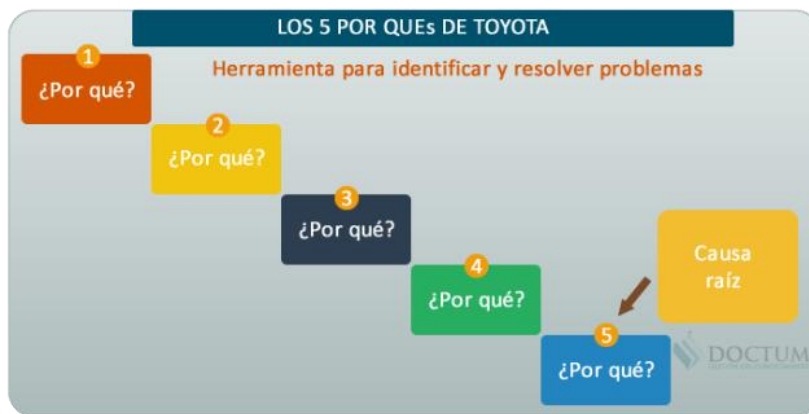 LOS 5 POR QUEs DE TOYOTA
Herramienta para identificar y resolver problemas
1
¿Por qué?
2
¿Por qué?
3
¿Por qué?
4
¿Por qué?
Causa
raíz
5
¿Por qué?
DOCTUM